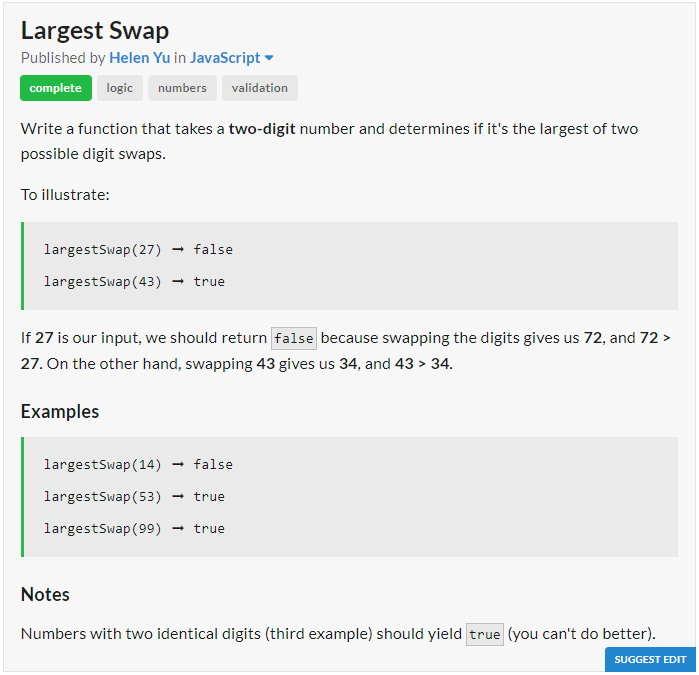 Largest Swap
Published by Helen Yu in JavaScript
complete logic numbers validation
Write a function that takes a two-digit number and determines if it's the largest of two
possible digit swaps.
To illustrate:
largestSwap(27) ➞ false
largestSwap(43) ➞ true
If 27 is our input, we should return false because swapping the digits gives us 72, and 72 >
27. On the other hand, swapping 43 gives us 34, and 43 > 34.
Examples
largestSwap(14) ➞ false
largestSwap(53) ➞ true
largestSwap(99) ➞ true
Notes
Numbers with two identical digits (third example) should yield true (you can't do better).
SUGGEST EDIT